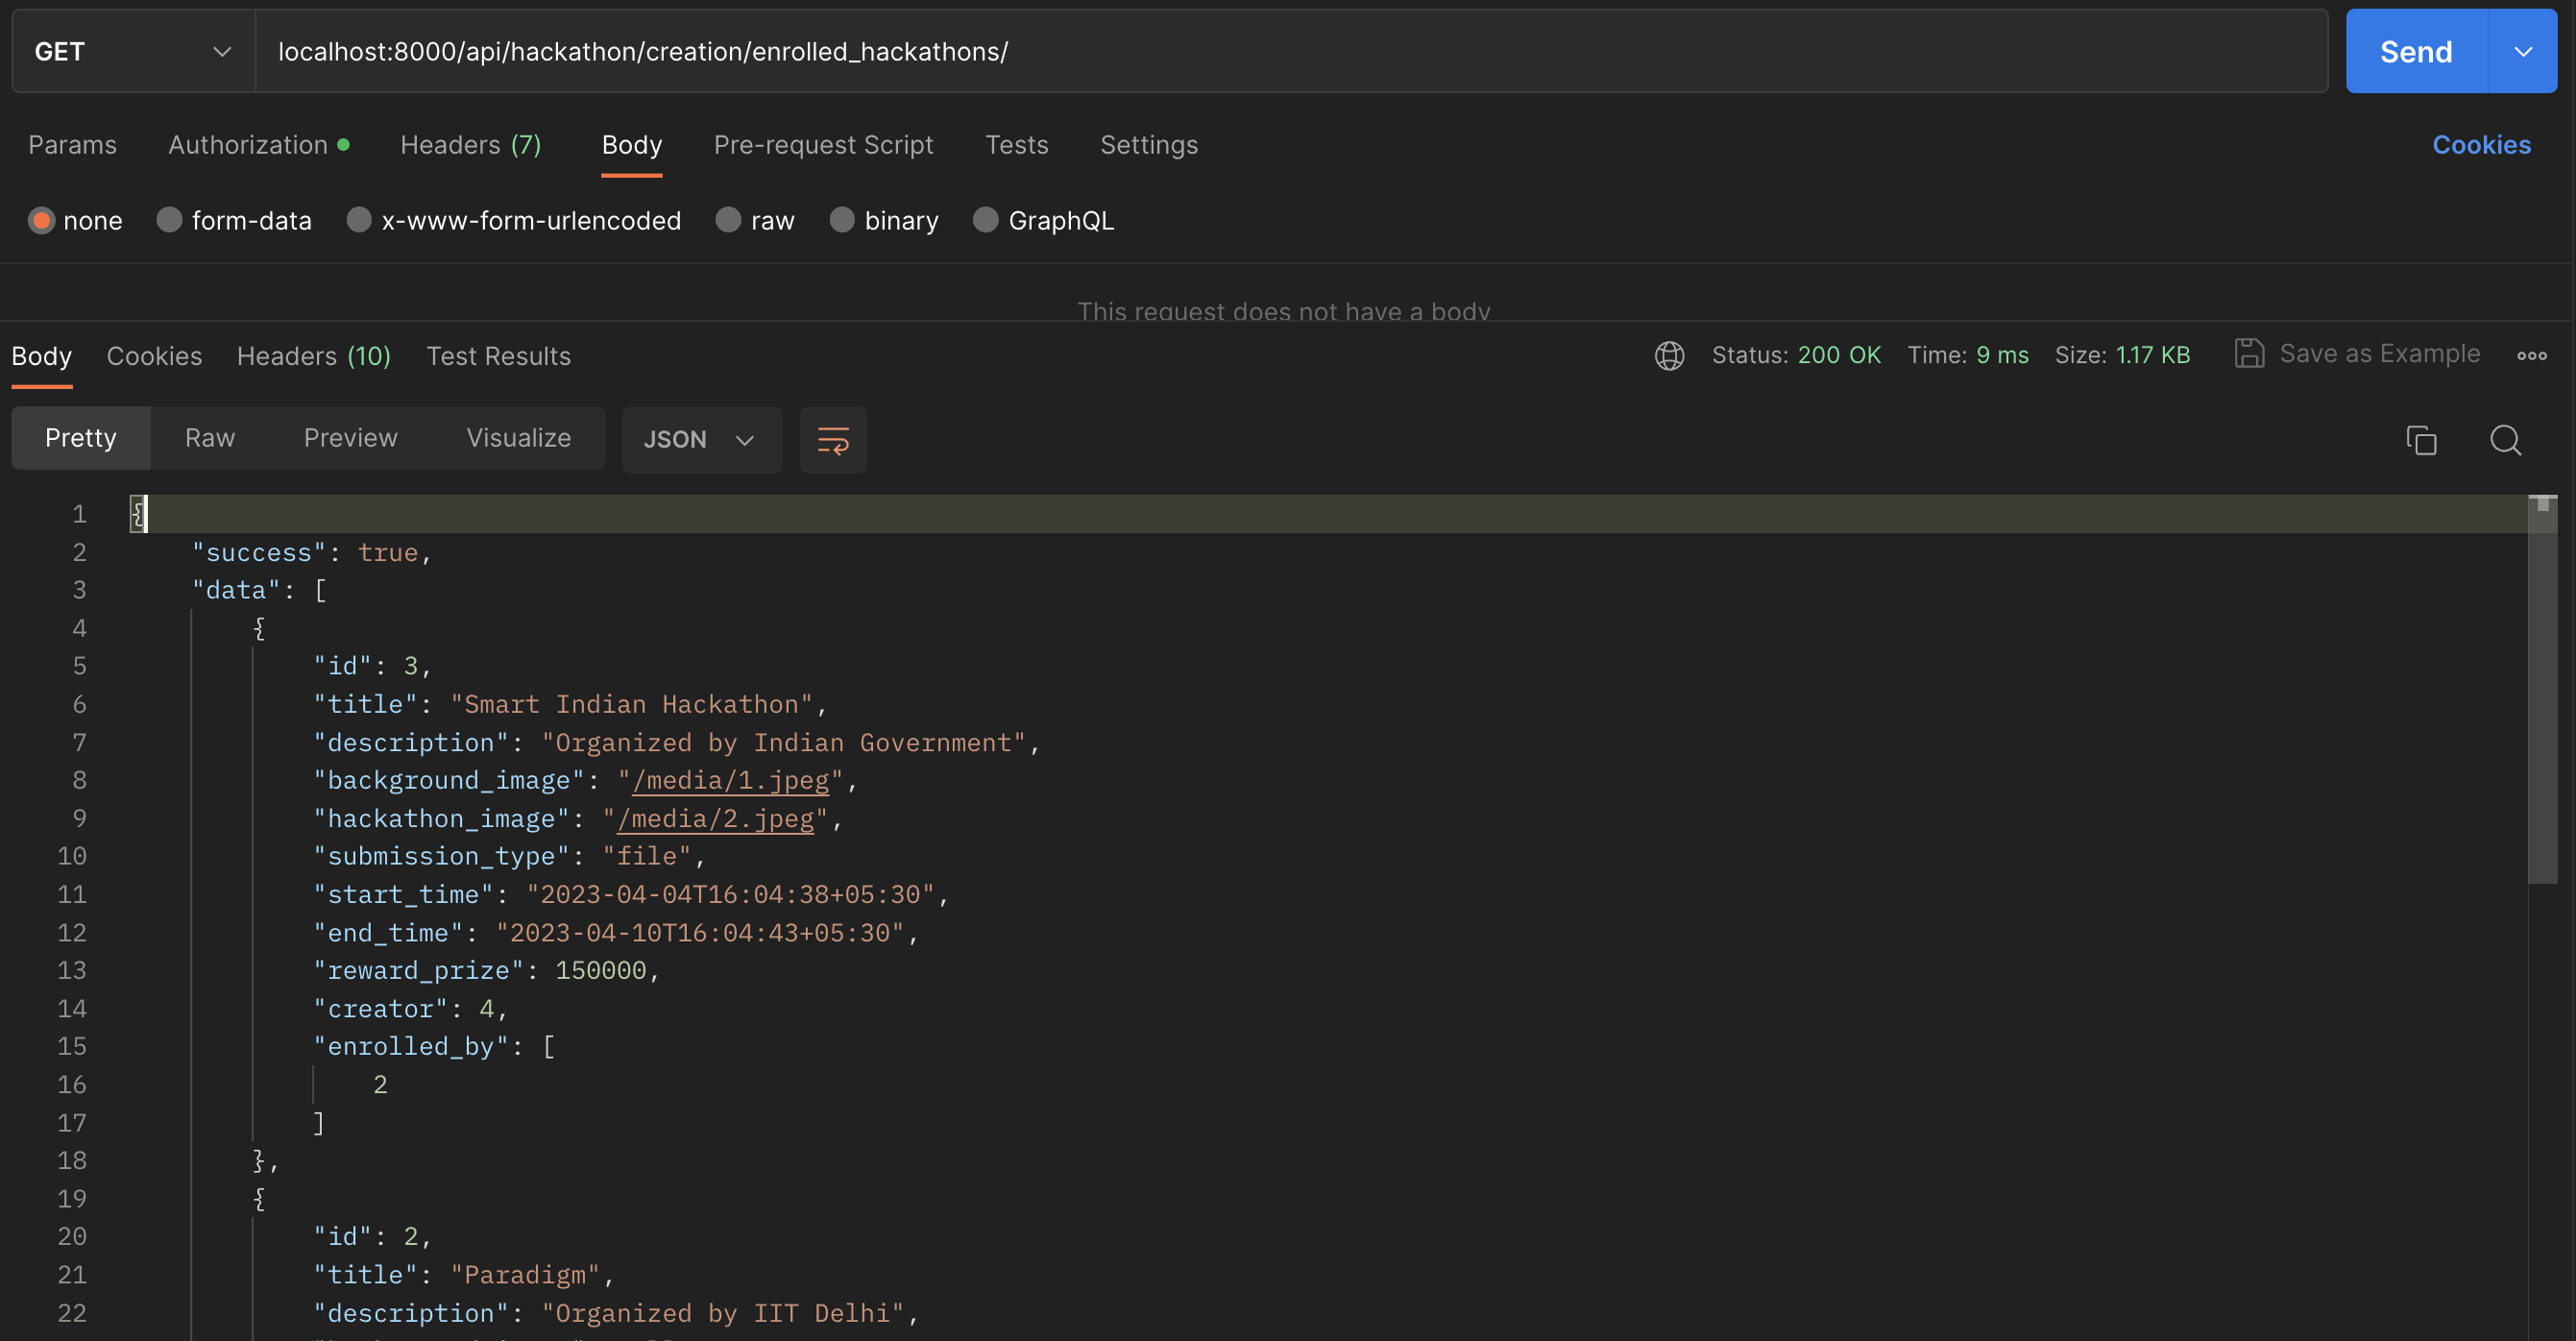 GET localhost:8000/api/hackathon/creation/enrolled_hackathons/ Send
Params Authorization Headers (7) Body Pre-request Script Tests Settings Cookies
none form-data x-www-form-urlencoded raw binary GraphQL
This request does not have a body
Body Cookies Headers (10) Test Results Status: 200 OK Time: 9 ms Size: 1.17 KB Save as Example
Pretty Raw Preview Visualize JSON
1 {
2 "success": true,
3 "data": [
4 {
5 "id": 3,
6 "title": "Smart Indian Hackathon",
7 "description": "Organized by Indian Government",
8 "background_image": "/media/1.jpeg",
9 "hackathon_image": "/media/2.jpeg",
10 "submission_type": "file",
11 "start_time": "2023-04-04T16:04:38+05:30",
12 "end_time": "2023-04-10T16:04:43+05:30",
13 "reward_prize": 150000,
14 "creator": 4,
15 "enrolled_by": [
16 2
17 ]
18 },
19 {
20 "id": 2,
21 "title": "Paradigm",
22 "description": "Organized by IIT Delhi",